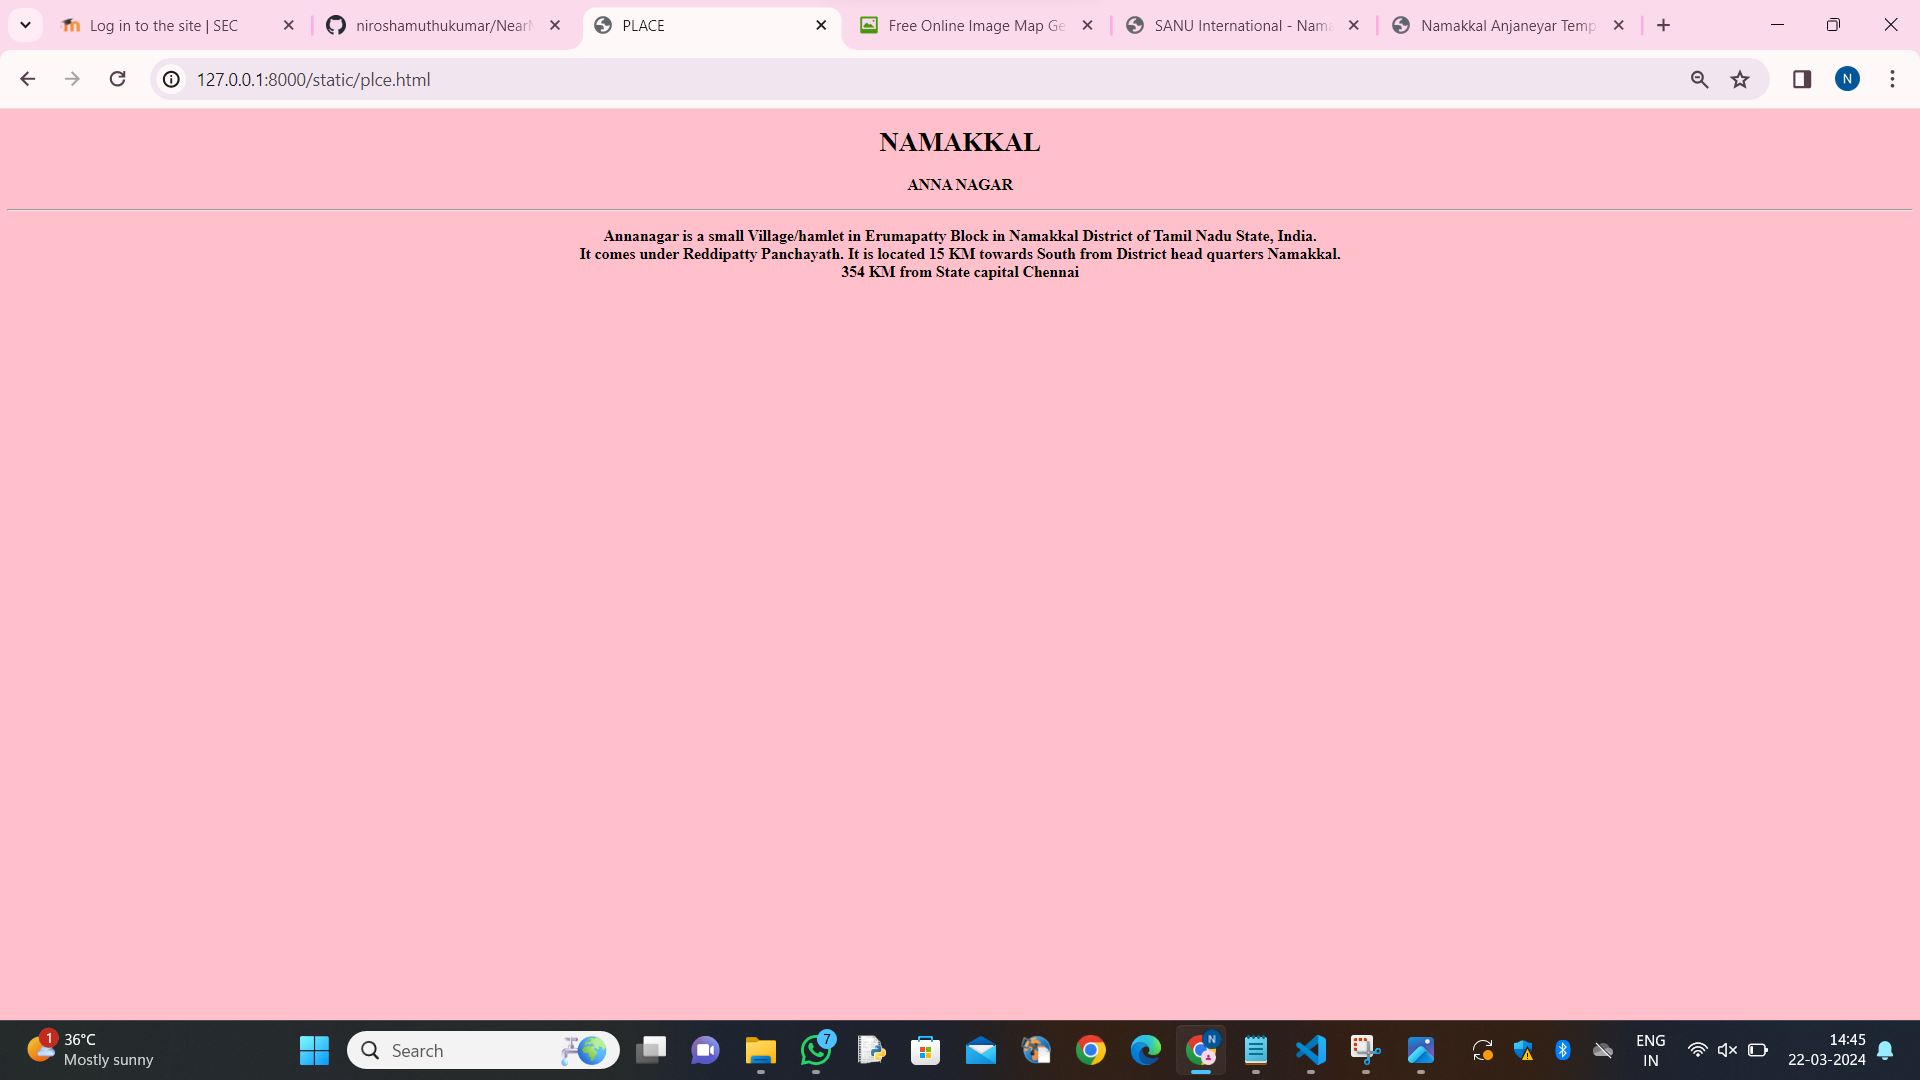 Log in to the site | SEC
niroshamuthukumar/Near
PLACE
Free Online Image Map Ge
SANU International - Nama
Namakkal Anjaneyar Temp
127.0.0.1:8000/static/plce.html
N
NAMAKKAL
ANNA NAGAR
Annanagar is a small Village/hamlet in Erumapatty Block in Namakkal District of Tamil Nadu State, India.
It comes under Reddipatty Panchayath. It is located 15 KM towards South from District head quarters Namakkal.
354 KM from State capital Chennai
1
36°C
Mostly sunny
Search
7
N
ENG
IN
14:45
22-03-2024